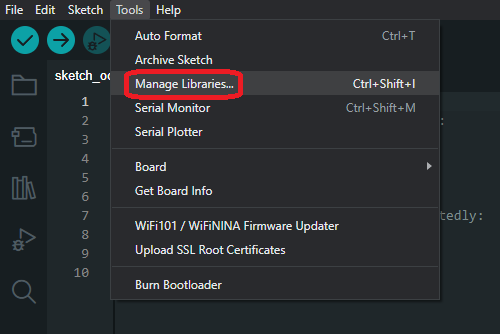 File Edit Sketch Tools Help
Auto Format Ctrl+T
Archive Sketch
sketch_oc
Manage Libraries... Ctrl+Shift+I
1
Serial Monitor Ctrl+Shift+M
2 :
Serial Plotter
3
4
Board
5
Get Board Info
6
7 tedly:
WiFi101 / WiFiNINA Firmware Updater
8
Upload SSL Root Certificates
9
10
Burn Bootloader